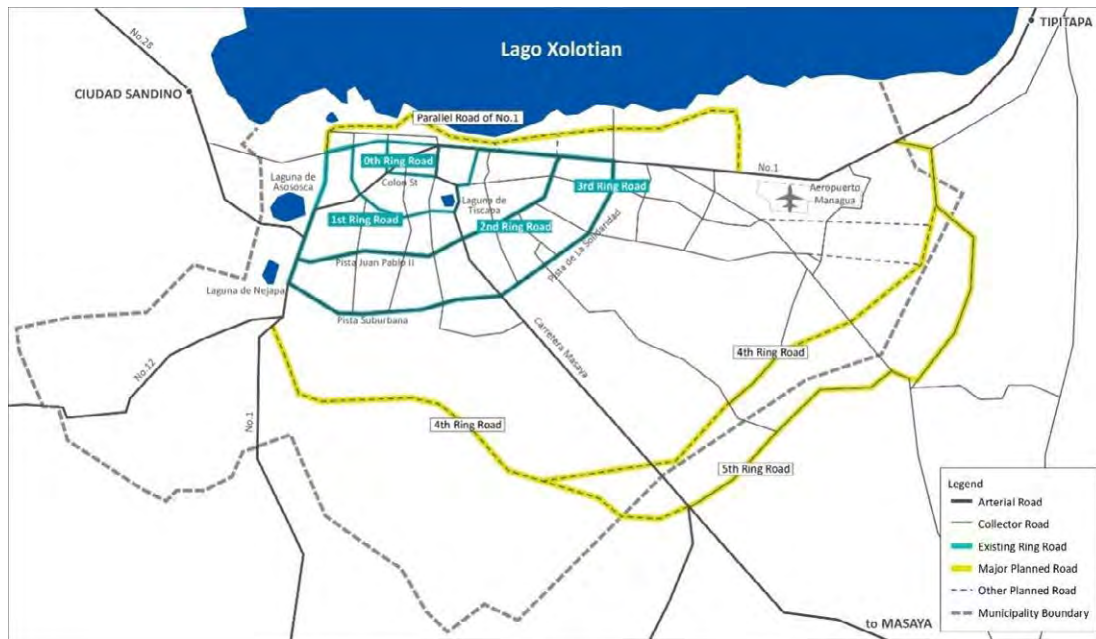 TIPITAPA
No.28
Lago Xolotlan
CIUDAD SANDINO
Parallel Road of No.1
0th Ring Road
No.1
Laguna de
Asososca
Colon St
3rd Ring Road
Aeropuerto
Managua
Laguna de
Tiscapa
1st Ring Road
2nd Ring Road
Pista de La Solidaridad
Pista Juan Pablo II
Laguna de Nejapa
Pista Suburbana
Carretera Masaya
4th Ring Road
No.12
No.1
4th Ring Road
5th Ring Road
Legend
Arterial Road
Collector Road
Existing Ring Road
Major Planned Road
Other Planned Road
Municipality Boundary
to MASAYA